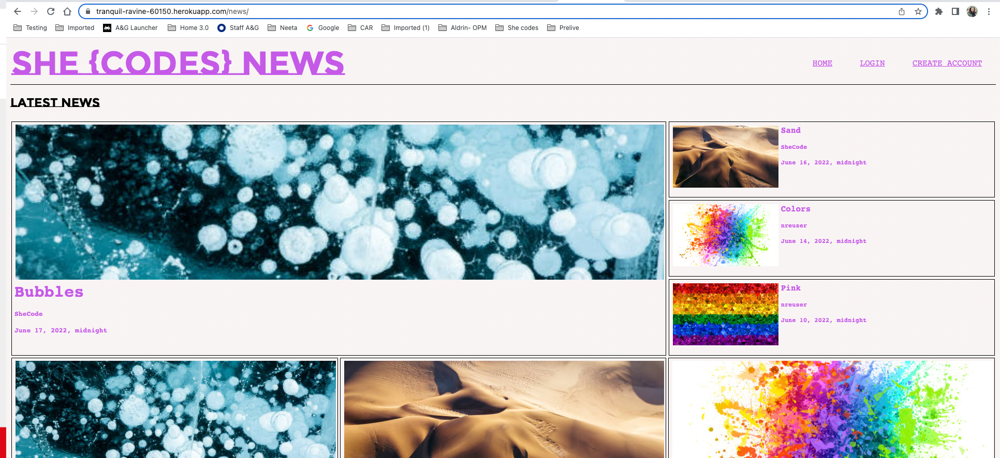 tranquil-ravine-60150.herokuapp.com/news/
Testing Imported A&G Launcher Home 3.0 Staff A&G Neeta Google CAR Imported (1) Aldrin- OPM She codes Prelive
SHE {CODES} NEWS
HOME LOGIN CREATE ACCOUNT
LATEST NEWS
Bubbles
SheCode
June 17, 2022, midnight
Sand
SheCode
June 16, 2022, midnight
Colors
nreuser
June 14, 2022, midnight
Pink
nreuser
June 10, 2022, midnight